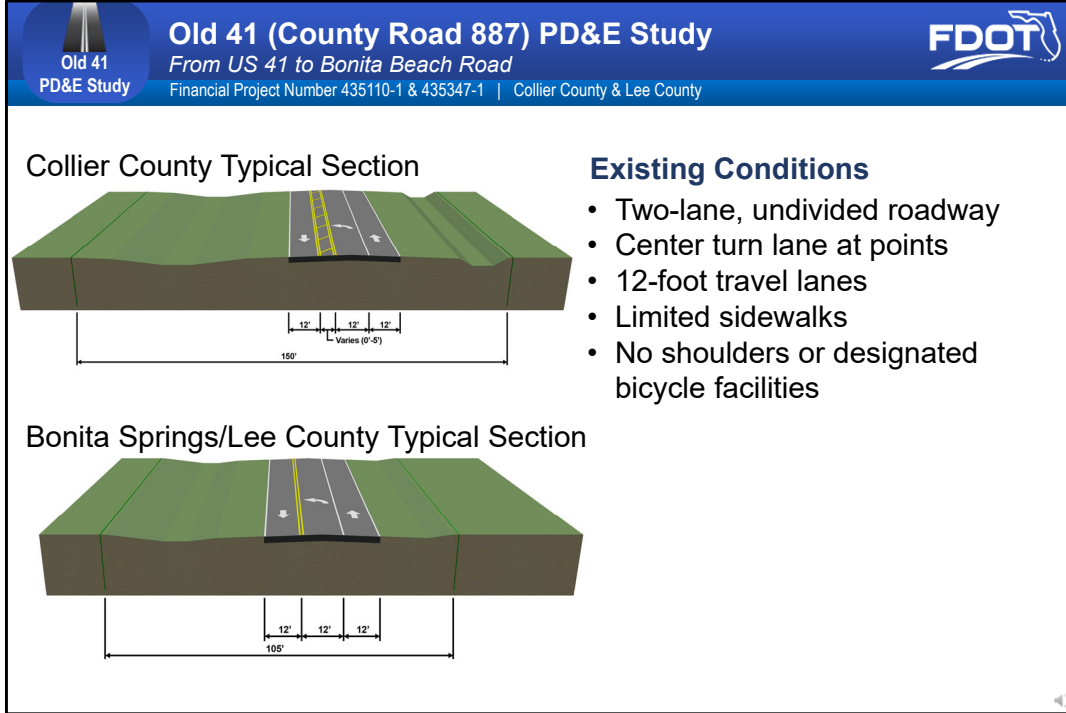 Old 41
PD&E Study
Old 41 (County Road 887) PD&E Study
From US 41 to Bonita Beach Road
Financial Project Number 435110-1 & 435347-1 | Collier County & Lee County
FDOT
Collier County Typical Section
12' 12' 12'
Varies (0'-5')
150'
Bonita Springs/Lee County Typical Section
12' 12' 12'
105'
Existing Conditions
• Two-lane, undivided roadway
• Center turn lane at points
• 12-foot travel lanes
• Limited sidewalks
• No shoulders or designated
bicycle facilities